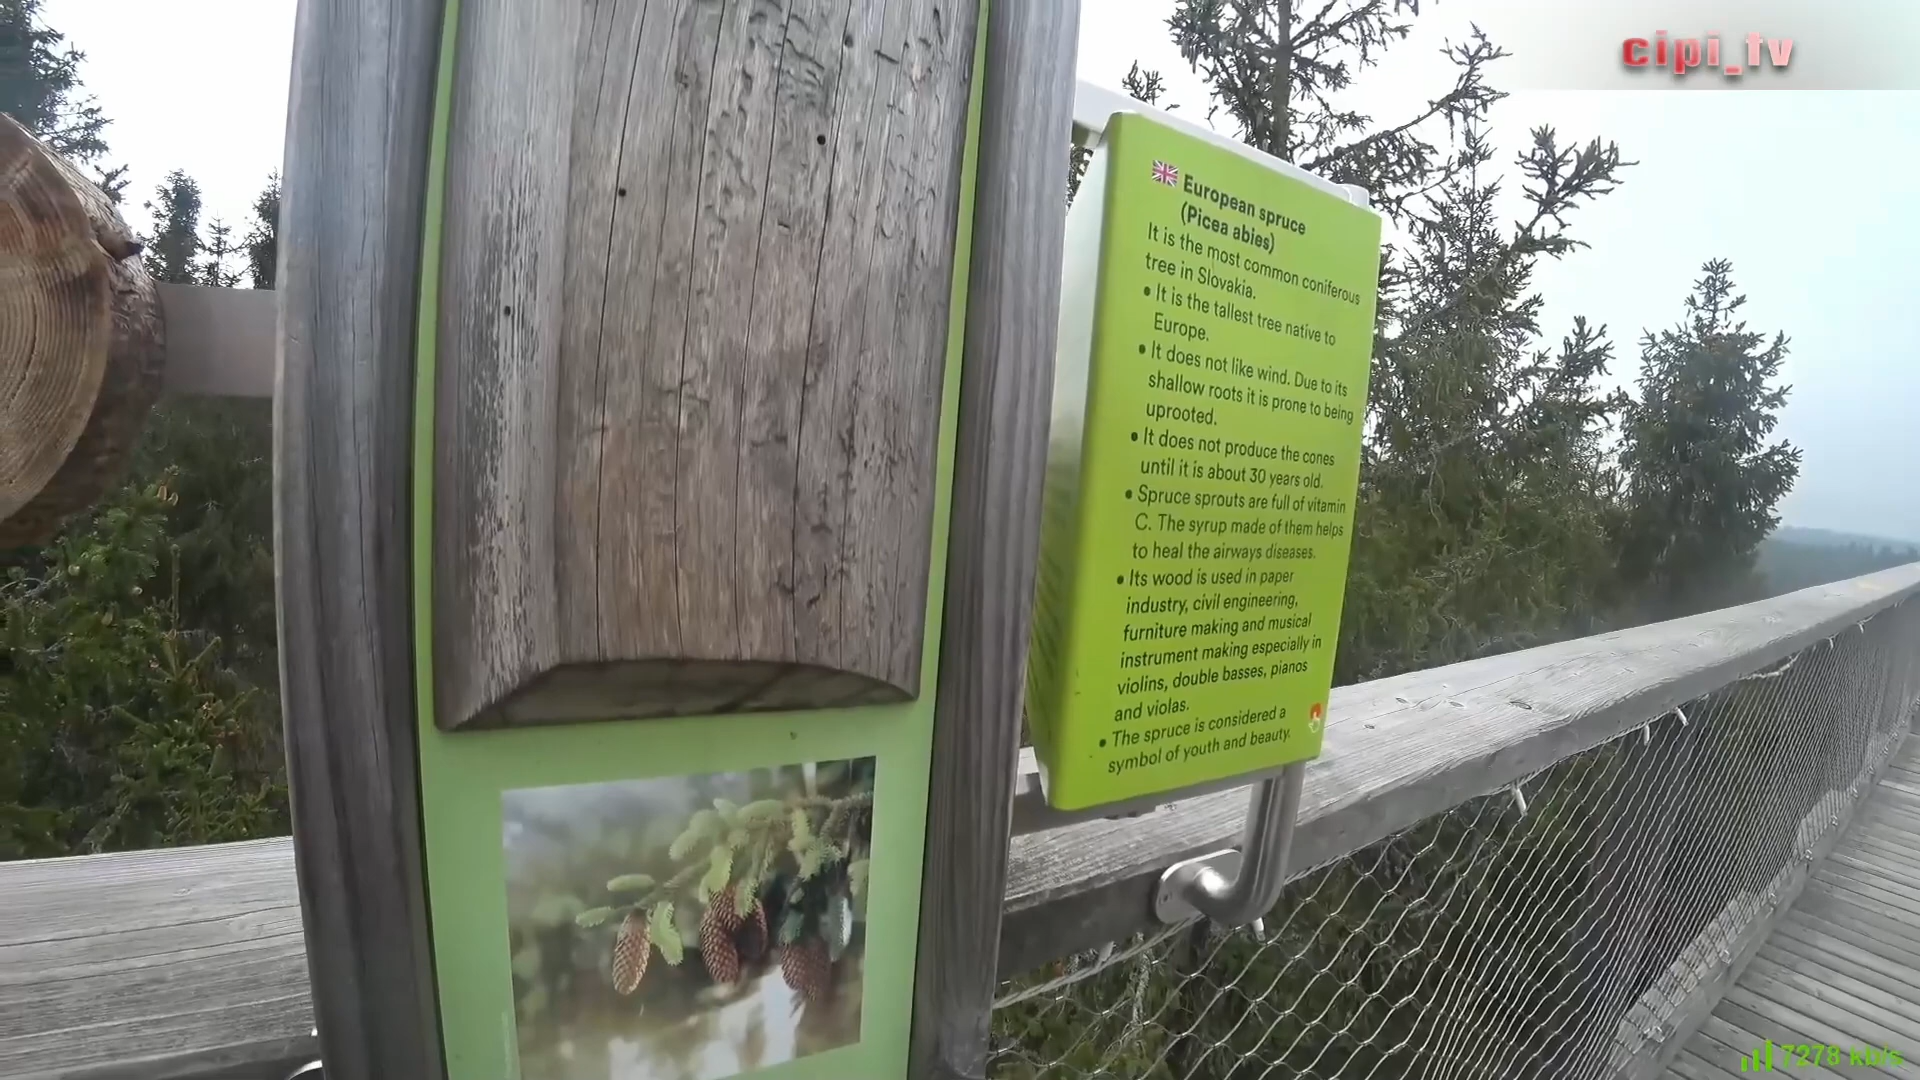 cipi_tv
European spruce
(Picea abies)
It is the most common coniferous
tree in Slovakia.
• It is the tallest tree native to
Europe.
• It does not like wind. Due to its
shallow roots it is prone to being
uprooted.
• It does not produce the cones
until it is about 30 years old.
• Spruce sprouts are full of vitamin
C. The syrup made of them helps
to heal the airways diseases.
• Its wood is used in paper
industry, civil engineering,
furniture making and musical
instrument making especially in
violins, double basses, pianos
and violas.
• The spruce is considered a
symbol of youth and beauty.
7278 kb/s